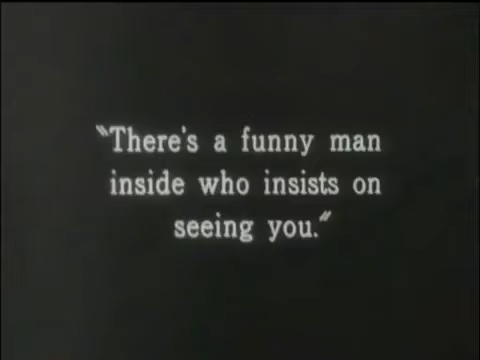 "There's a funny man
inside who insists on
seeing you."